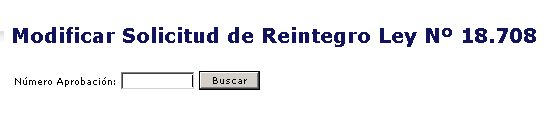 Modificar Solicitud de Reintegro Ley Nº 18.708
Número Aprobación: Buscar